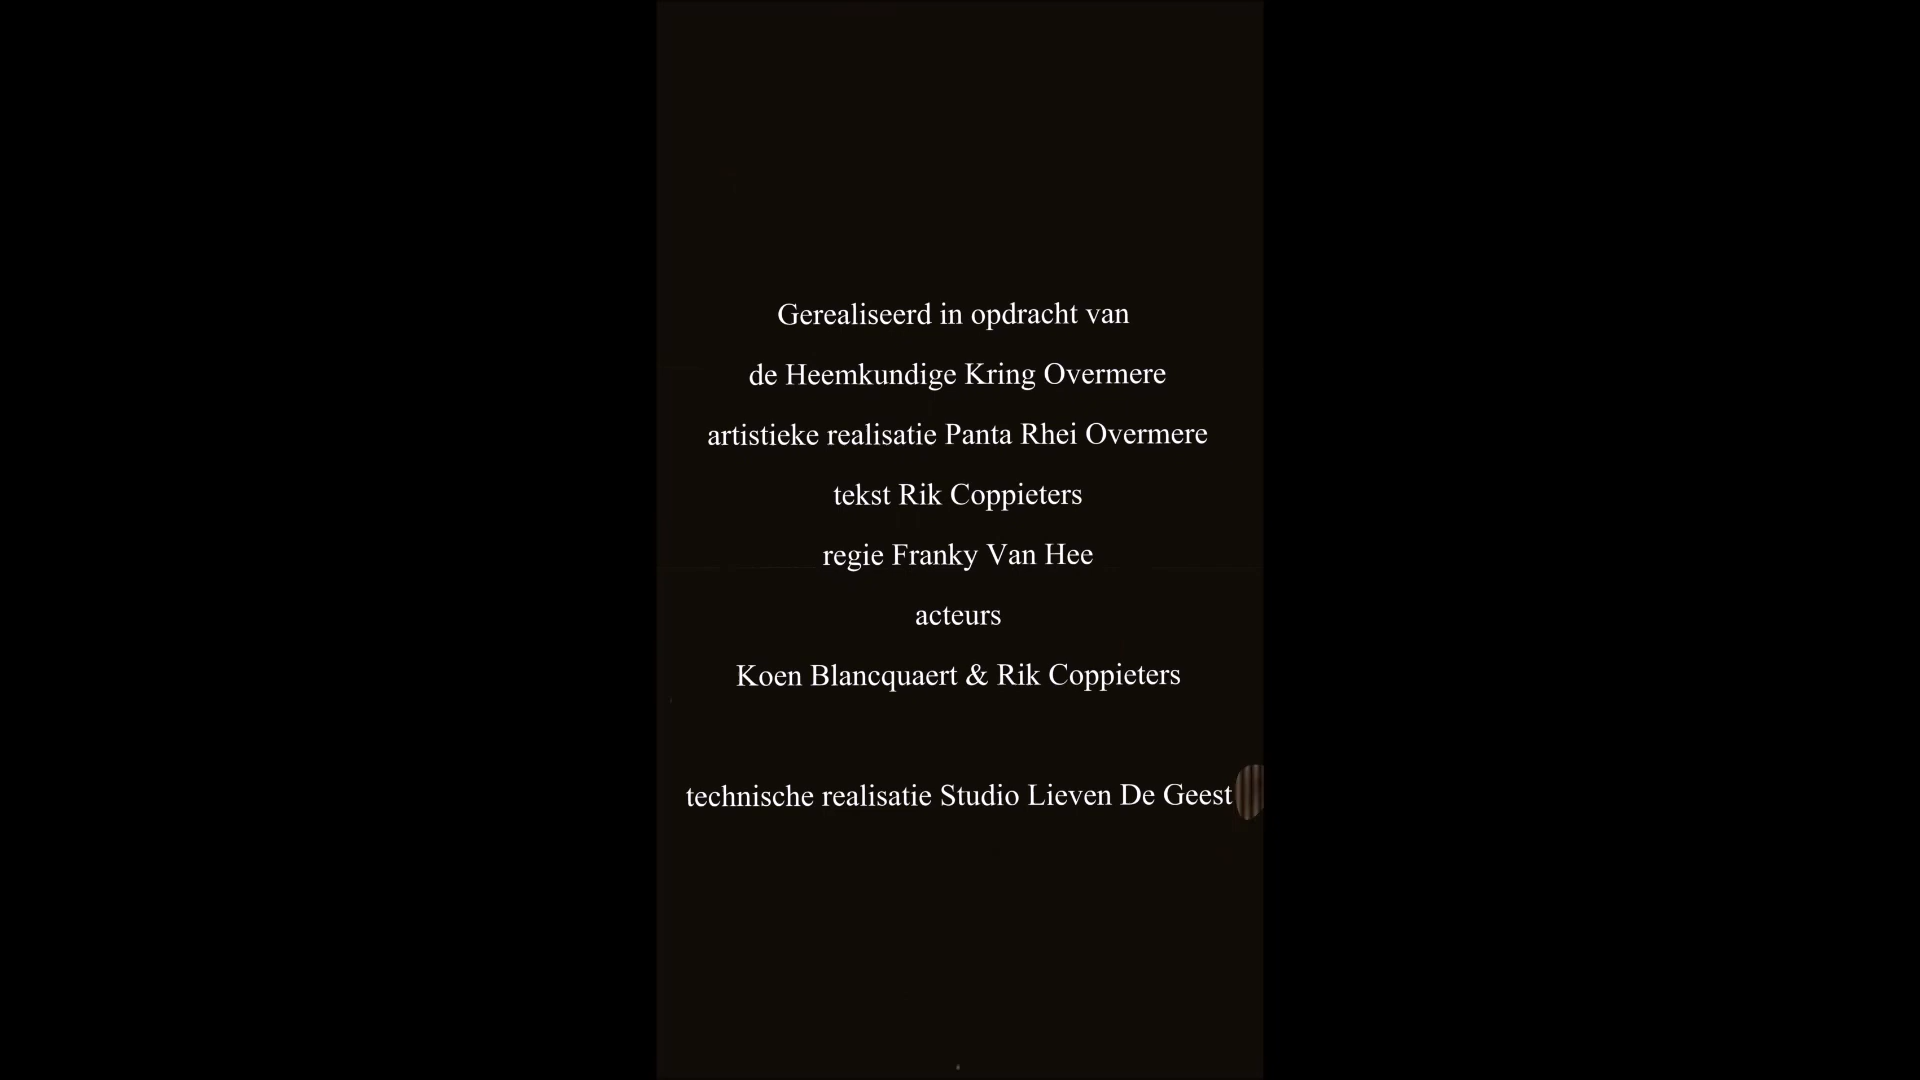 Gerealiseerd in opdracht van
de Heemkundige Kring Overmere
artistieke realisatie Panta Rhei Overmere
tekst Rik Coppieters
regie Franky Van Hee
acteurs
Koen Blancquaert & Rik Coppieters
technische realisatie Studio Lieven De Geest